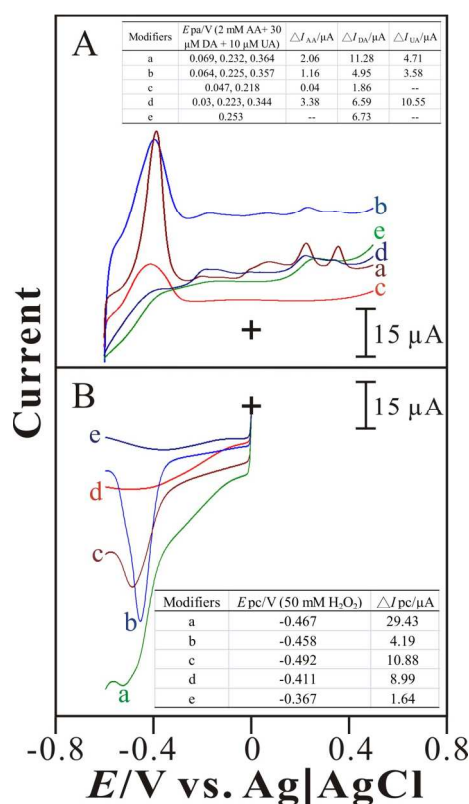 A
Modifiers Epa/V (2 mM AA+ 30 μM DA + 10 μM UA) △I AA/μA △I DA/μA △I UA/μA
a 0.069, 0.232, 0.364 2.06 11.28 4.71
b 0.064, 0.225, 0.357 1.16 4.95 3.58
c 0.047, 0.218 0.04 1.86 --
d 0.03, 0.223, 0.344 3.38 6.59 10.55
e 0.253 -- 6.73 --
b
e
d
a
c
15 μA
Current
B
15 μA
e
d
c
b
a
Modifiers Epc/V (50 mM H₂O₂) △I pc/μA
a -0.467 29.43
b -0.458 4.19
c -0.492 10.88
d -0.411 8.99
e -0.367 1.64
-0.8 -0.4 0 0.4 0.8
E/V vs. Ag|AgCl